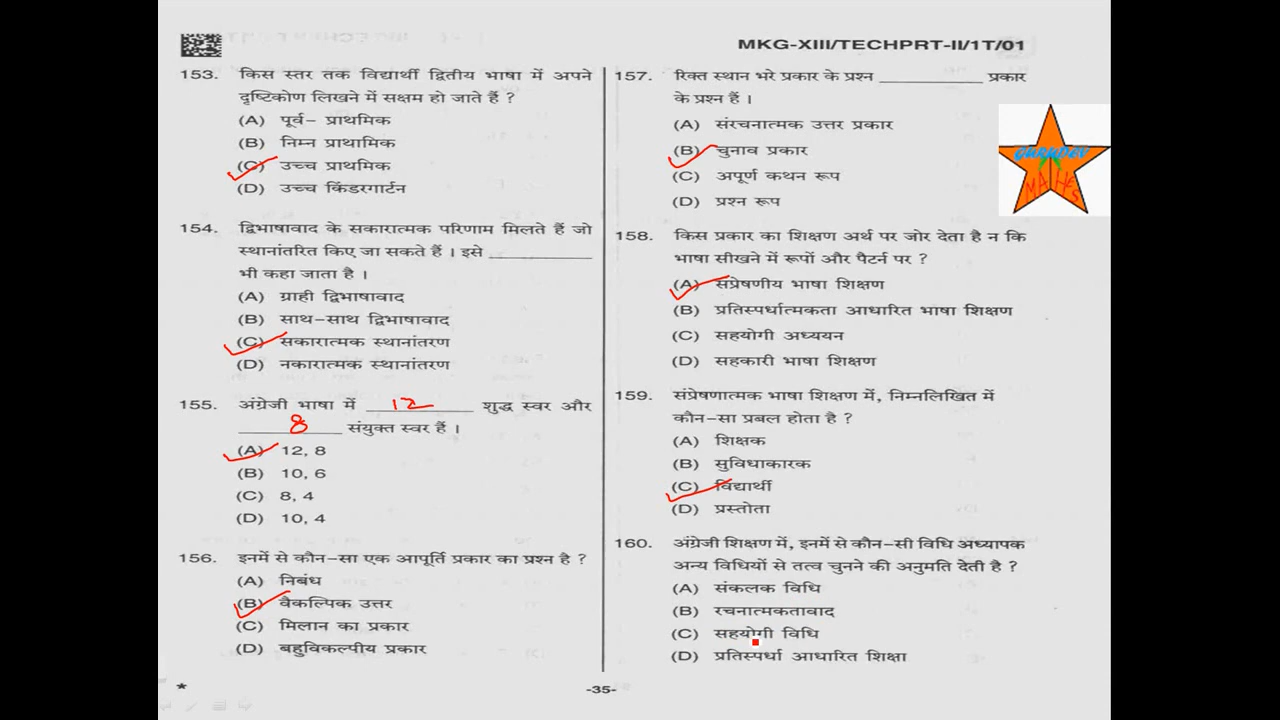 MKG-XIII/TECHPRT-II/1T/01
153. किस स्तर तक विद्यार्थी द्वितीय भाषा में अपने
दृष्टिकोण लिखने में सक्षम हो जाते हैं ?
(A) पूर्व- प्राथमिक
(B) निम्न प्राथामिक
(C) उच्च प्राथमिक
(D) उच्च किंडरगार्टन
154. द्विभाषावाद के सकारात्मक परिणाम मिलते हैं जो
स्थानांतरित किए जा सकते हैं । इसे ____________
भी कहा जाता है ।
(A) ग्राही द्विभाषावाद
(B) साथ-साथ द्विभाषावाद
(C) सकारात्मक स्थानांतरण
(D) नकारात्मक स्थानांतरण
155. अंग्रेजी भाषा में ____12____ शुद्ध स्वर और
____8____ संयुक्त स्वर हैं ।
(A) 12, 8
(B) 10, 6
(C) 8, 4
(D) 10, 4
156. इनमें से कौन-सा एक आपूर्ति प्रकार का प्रश्न है ?
(A) निबंध
(B) वैकल्पिक उत्तर
(C) मिलान का प्रकार
(D) बहुविकल्पीय प्रकार
157. रिक्त स्थान भरे प्रकार के प्रश्न ____________ प्रकार
के प्रश्न हैं ।
(A) संरचनात्मक उत्तर प्रकार
(B) चुनाव प्रकार
(C) अपूर्ण कथन रूप
(D) प्रश्न रूप
GURUDEV
MATHS
158. किस प्रकार का शिक्षण अर्थ पर जोर देता है न कि
भाषा सीखने में रूपों और पैटर्न पर ?
(A) संप्रेषणीय भाषा शिक्षण
(B) प्रतिस्पर्धात्मकता आधारित भाषा शिक्षण
(C) सहयोगी अध्ययन
(D) सहकारी भाषा शिक्षण
159. संप्रेषणात्मक भाषा शिक्षण में, निम्नलिखित में
कौन-सा प्रबल होता है ?
(A) शिक्षक
(B) सुविधाकारक
(C) विद्यार्थी
(D) प्रस्तोता
160. अंग्रेजी शिक्षण में, इनमें से कौन-सी विधि अध्यापक
अन्य विधियों से तत्व चुनने की अनुमति देती है ?
(A) संकलक विधि
(B) रचनात्मकतावाद
(C) सहयोगी विधि
(D) प्रतिस्पर्धा आधारित शिक्षा
-35-